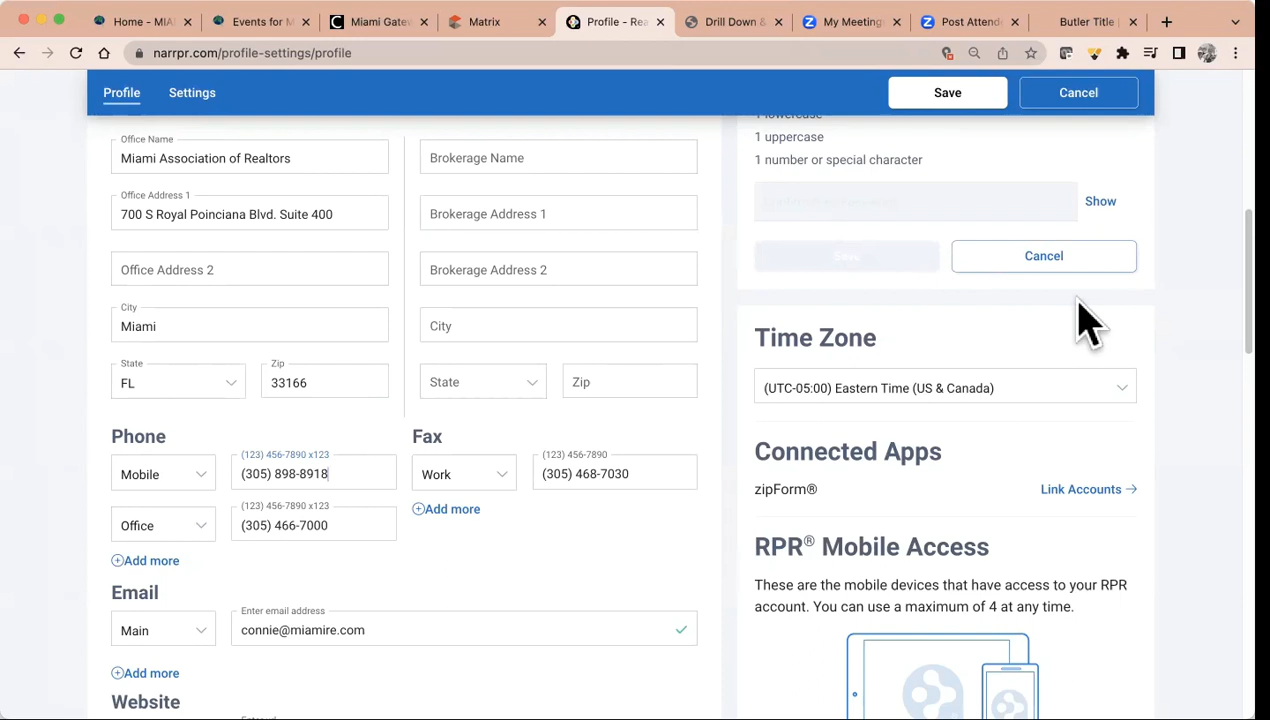 Home - MIA
Events for M
Miami Gatew
Matrix
Profile - Rea
Drill Down &
My Meeting
Post Attend
Butler Title |
narrpr.com/profile-settings/profile
Profile
Settings
Save
Cancel
Office Name
Miami Association of Realtors
Office Address 1
700 S Royal Poinciana Blvd. Suite 400
Office Address 2
City
Miami
State
FL
Zip
33166
Brokerage Name
Brokerage Address 1
Brokerage Address 2
City
State
Zip
Phone
Mobile
(123) 456-7890 x123
(305) 898-8918
Office
(123) 456-7890 x123
(305) 466-7000
Add more
Fax
Work
(123) 456-7890
(305) 468-7030
Add more
Email
Main
Enter email address
connie@miamire.com
Add more
Website
1 lowercase
1 uppercase
1 number or special character
Show
Save
Cancel
Time Zone
(UTC-05:00) Eastern Time (US & Canada)
Connected Apps
zipForm®
Link Accounts
RPR® Mobile Access
These are the mobile devices that have access to your RPR
account. You can use a maximum of 4 at any time.